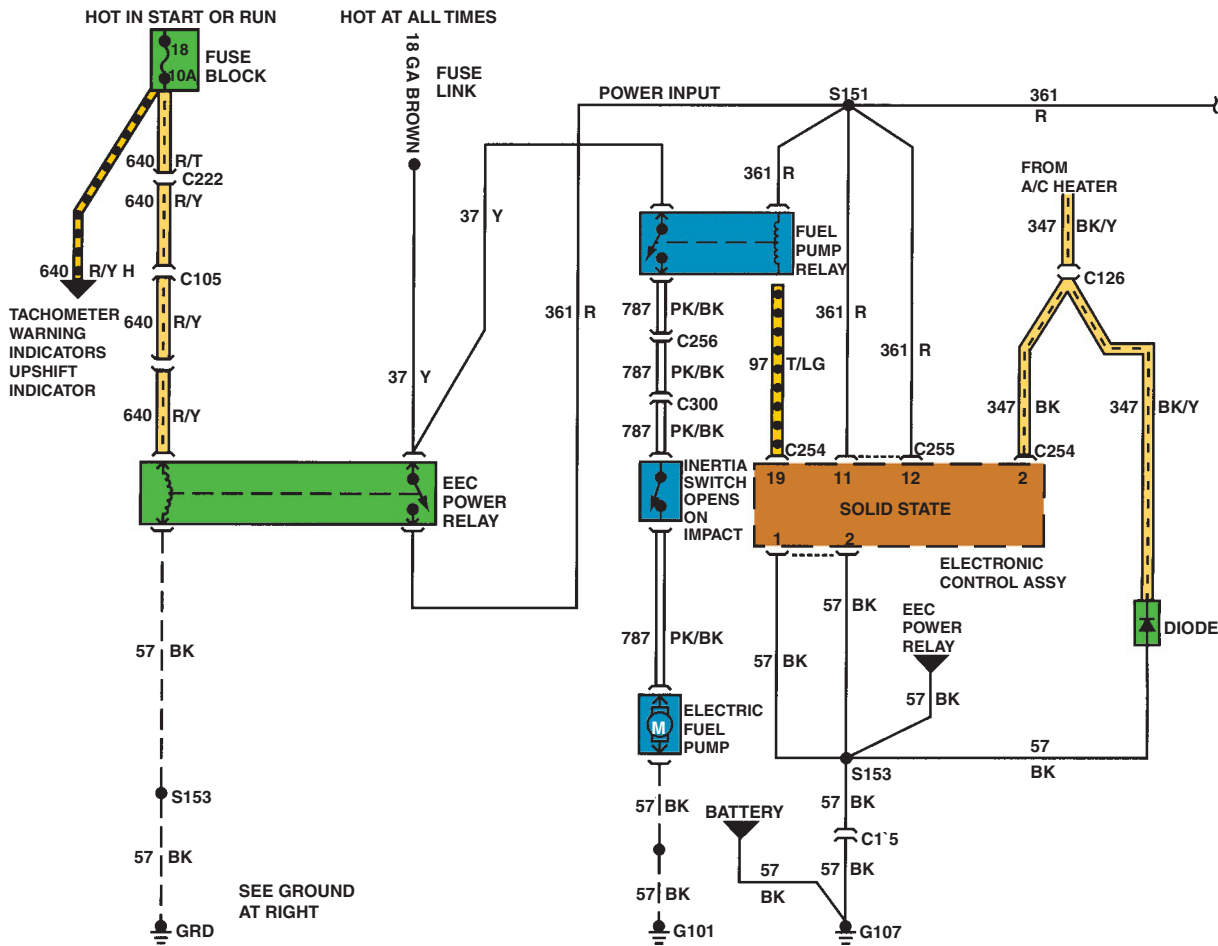 HOT IN START OR RUN
HOT AT ALL TIMES
18
10A
FUSE
BLOCK
18 GA BROWN
FUSE
LINK
POWER INPUT
S151
361
R
640 R/T
C222
640 R/Y
640 R/Y H
C105
TACHOMETER
WARNING
INDICATORS
UPSHIFT
INDICATOR
640 R/Y
640 R/Y
37 Y
37 Y
361 R
361 R
FUEL
PUMP
RELAY
FROM
A/C HEATER
347 BK/Y
C126
787 PK/BK
C256
787 PK/BK
C300
787 PK/BK
97 T/LG
361 R
361 R
347 BK
347 BK/Y
C254
C255
C254
EEC
POWER
RELAY
INERTIA
SWITCH
OPENS
ON
IMPACT
19 11 12 2
SOLID STATE
1 2
ELECTRONIC
CONTROL ASSY
57 BK
EEC
POWER
RELAY
DIODE
57 BK
787 PK/BK
57 BK
57 BK
ELECTRIC
FUEL
PUMP
M
57
BK
S153
S153
57 BK
57 BK
BATTERY
57 BK
C1`5
57 BK
57
BK
57 BK
57 BK
SEE GROUND
AT RIGHT
GRD
G101
G107